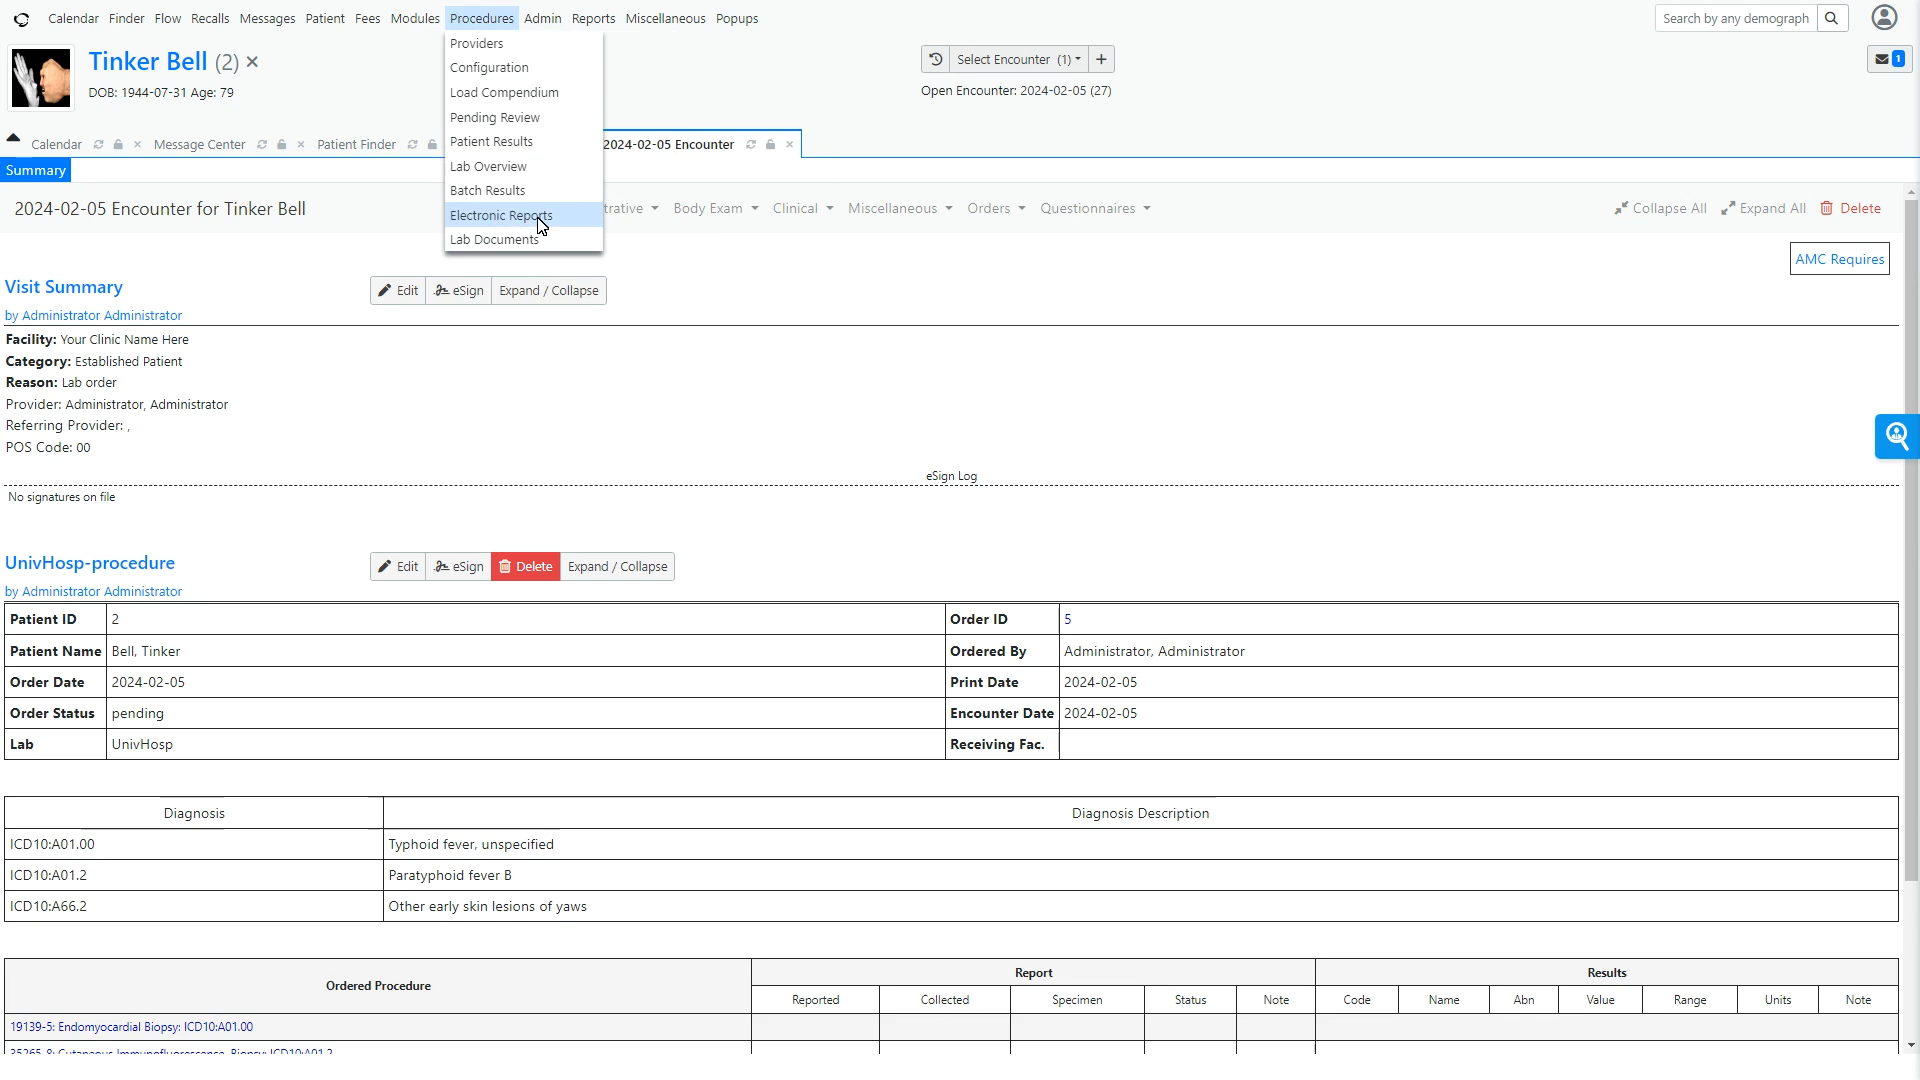 Calendar Finder Flow Recalls Messages Patient Fees Modules Procedures Admin Reports Miscellaneous Popups
Search by any demograph
Providers
Configuration
Load Compendium
Pending Review
Patient Results
Lab Overview
Batch Results
Electronic Reports
Lab Documents
Tinker Bell (2)
DOB: 1944-07-31 Age: 79
Select Encounter (1)
Open Encounter: 2024-02-05 (27)
1
Calendar Message Center Patient Finder 2024-02-05 Encounter
Summary
2024-02-05 Encounter for Tinker Bell
trative Body Exam Clinical Miscellaneous Orders Questionnaires
Collapse All Expand All Delete
AMC Requires
Visit Summary
Edit eSign Expand / Collapse
by Administrator Administrator
Facility: Your Clinic Name Here
Category: Established Patient
Reason: Lab order
Provider: Administrator, Administrator
Referring Provider: ,
POS Code: 00
eSign Log
No signatures on file
UnivHosp-procedure
Edit eSign Delete Expand / Collapse
by Administrator Administrator
Patient ID 2 Order ID 5
Patient Name Bell, Tinker Ordered By Administrator, Administrator
Order Date 2024-02-05 Print Date 2024-02-05
Order Status pending Encounter Date 2024-02-05
Lab UnivHosp Receiving Fac.
Diagnosis Diagnosis Description
ICD10:A01.00 Typhoid fever, unspecified
ICD10:A01.2 Paratyphoid fever B
ICD10:A66.2 Other early skin lesions of yaws
Ordered Procedure Report Results
Reported Collected Specimen Status Note Code Name Abn Value Range Units Note
19139-5: Endomyocardial Biopsy: ICD10:A01.00
35265-8: Cutaneous Immunofluorescence, Biopsy: ICD10:A01.2